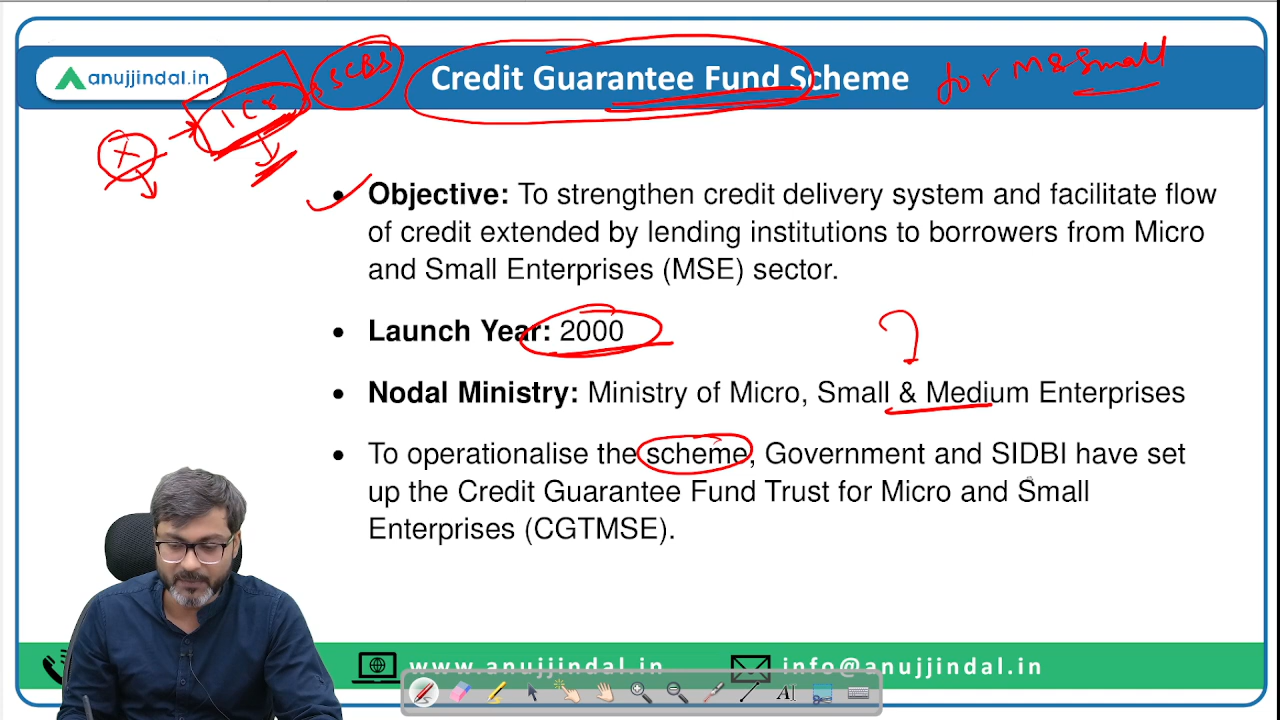 anujjindal.in
SCBS
Credit Guarantee Fund Scheme
for M & Small
1 Cr
X
• Objective: To strengthen credit delivery system and facilitate flow
of credit extended by lending institutions to borrowers from Micro
and Small Enterprises (MSE) sector.
• Launch Year: 2000
• Nodal Ministry: Ministry of Micro, Small & Medium Enterprises
• To operationalise the scheme, Government and SIDBI have set
up the Credit Guarantee Fund Trust for Micro and Small
Enterprises (CGTMSE).
www.anujjindal.in
info@anujjindal.in
A